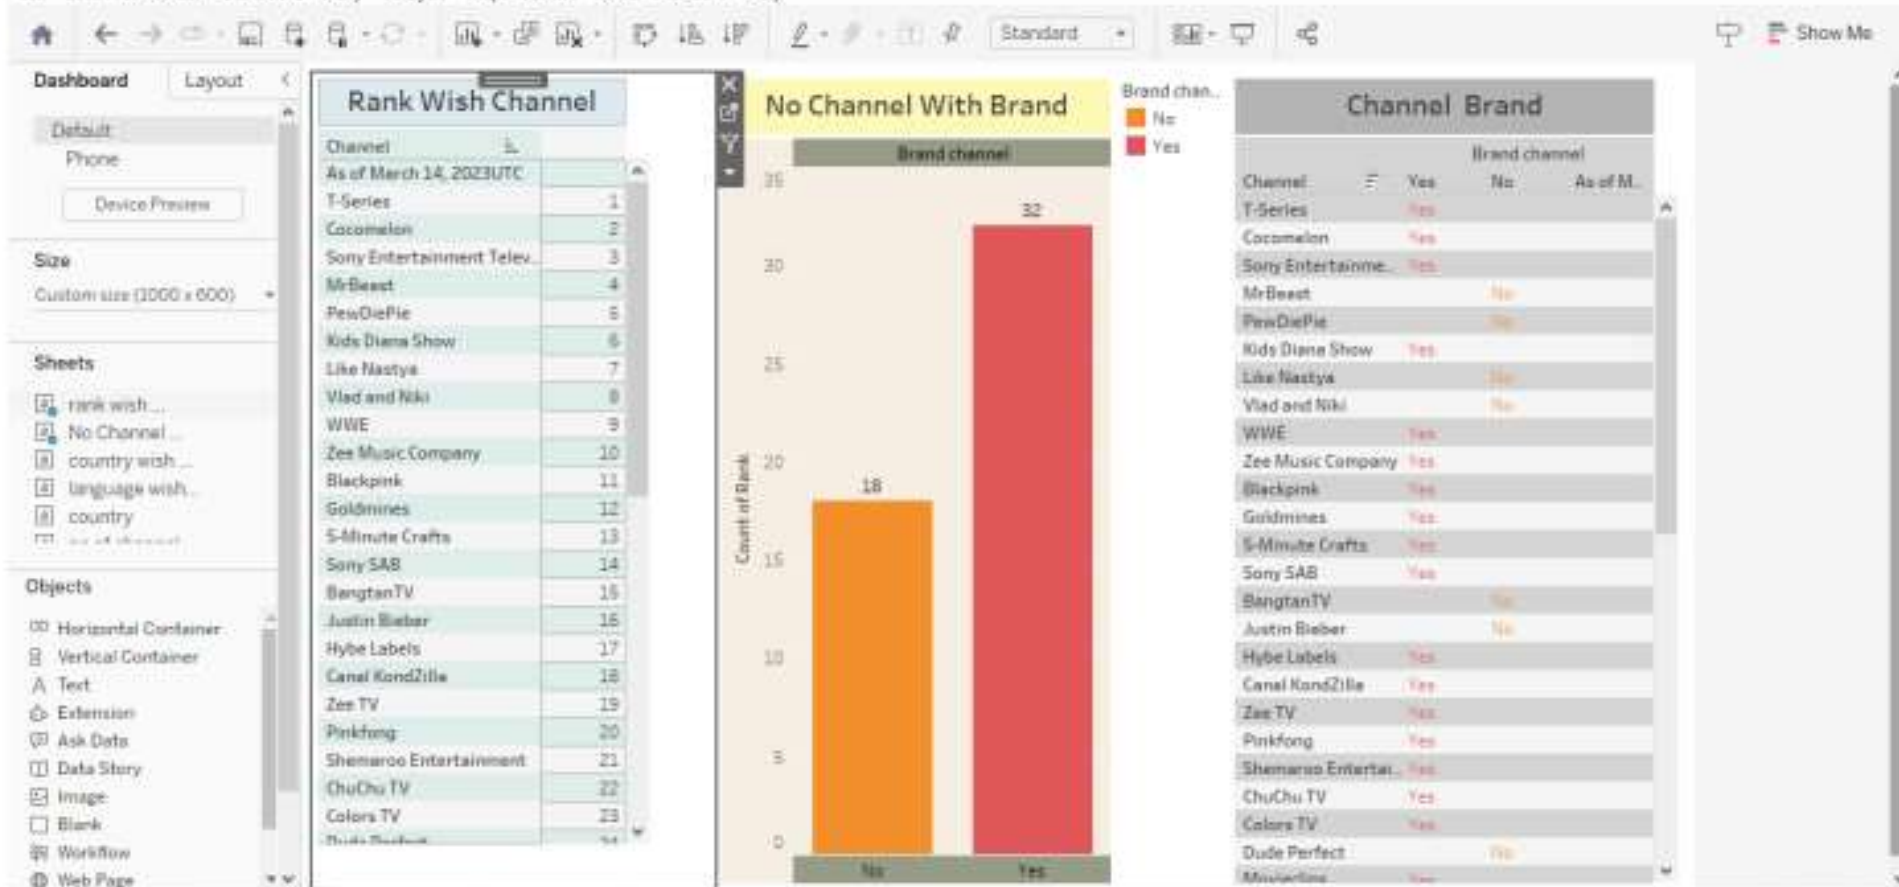 Standard
Show Me
Dashboard
Layout
Default
Phone
Device Preview
Size
Custom size (1000 x 600)
Sheets
rank wish ...
No Channel ...
country wish ...
language wish...
country
Objects
Horizontal Container
Vertical Container
Text
Extension
Ask Data
Data Story
Image
Blank
Workflow
Web Page
Rank Wish Channel
Channel
As of March 14, 2023UTC
T-Series 1
Cocomelon 2
Sony Entertainment Telev.. 3
MrBeast 4
PewDiePie 5
Kids Diana Show 6
Like Nastya 7
Vlad and Niki 8
WWE 9
Zee Music Company 10
Blackpink 11
Goldmines 12
5-Minute Crafts 13
Sony SAB 14
BangtanTV 15
Justin Bieber 16
Hybe Labels 17
Canal KondZilla 18
Zee TV 19
Pinkfong 20
Shemaroo Entertainment 21
ChuChu TV 22
Colors TV 23
Dude Perfect 24
No Channel With Brand
Brand channel
35
30
25
20
15
10
5
0
Count of Rank
18
32
No
Yes
Brand chan..
No
Yes
Channel Brand
Brand channel
Channel Yes No As of M..
T-Series Yes
Cocomelon Yes
Sony Entertainme.. Yes
MrBeast No
PewDiePie No
Kids Diana Show Yes
Like Nastya No
Vlad and Niki No
WWE Yes
Zee Music Company Yes
Blackpink Yes
Goldmines Yes
5-Minute Crafts Yes
Sony SAB Yes
BangtanTV No
Justin Bieber No
Hybe Labels Yes
Canal KondZilla Yes
Zee TV Yes
Pinkfong Yes
Shemaroo Entertai.. Yes
ChuChu TV Yes
Colors TV Yes
Dude Perfect No
Movieclips Yes